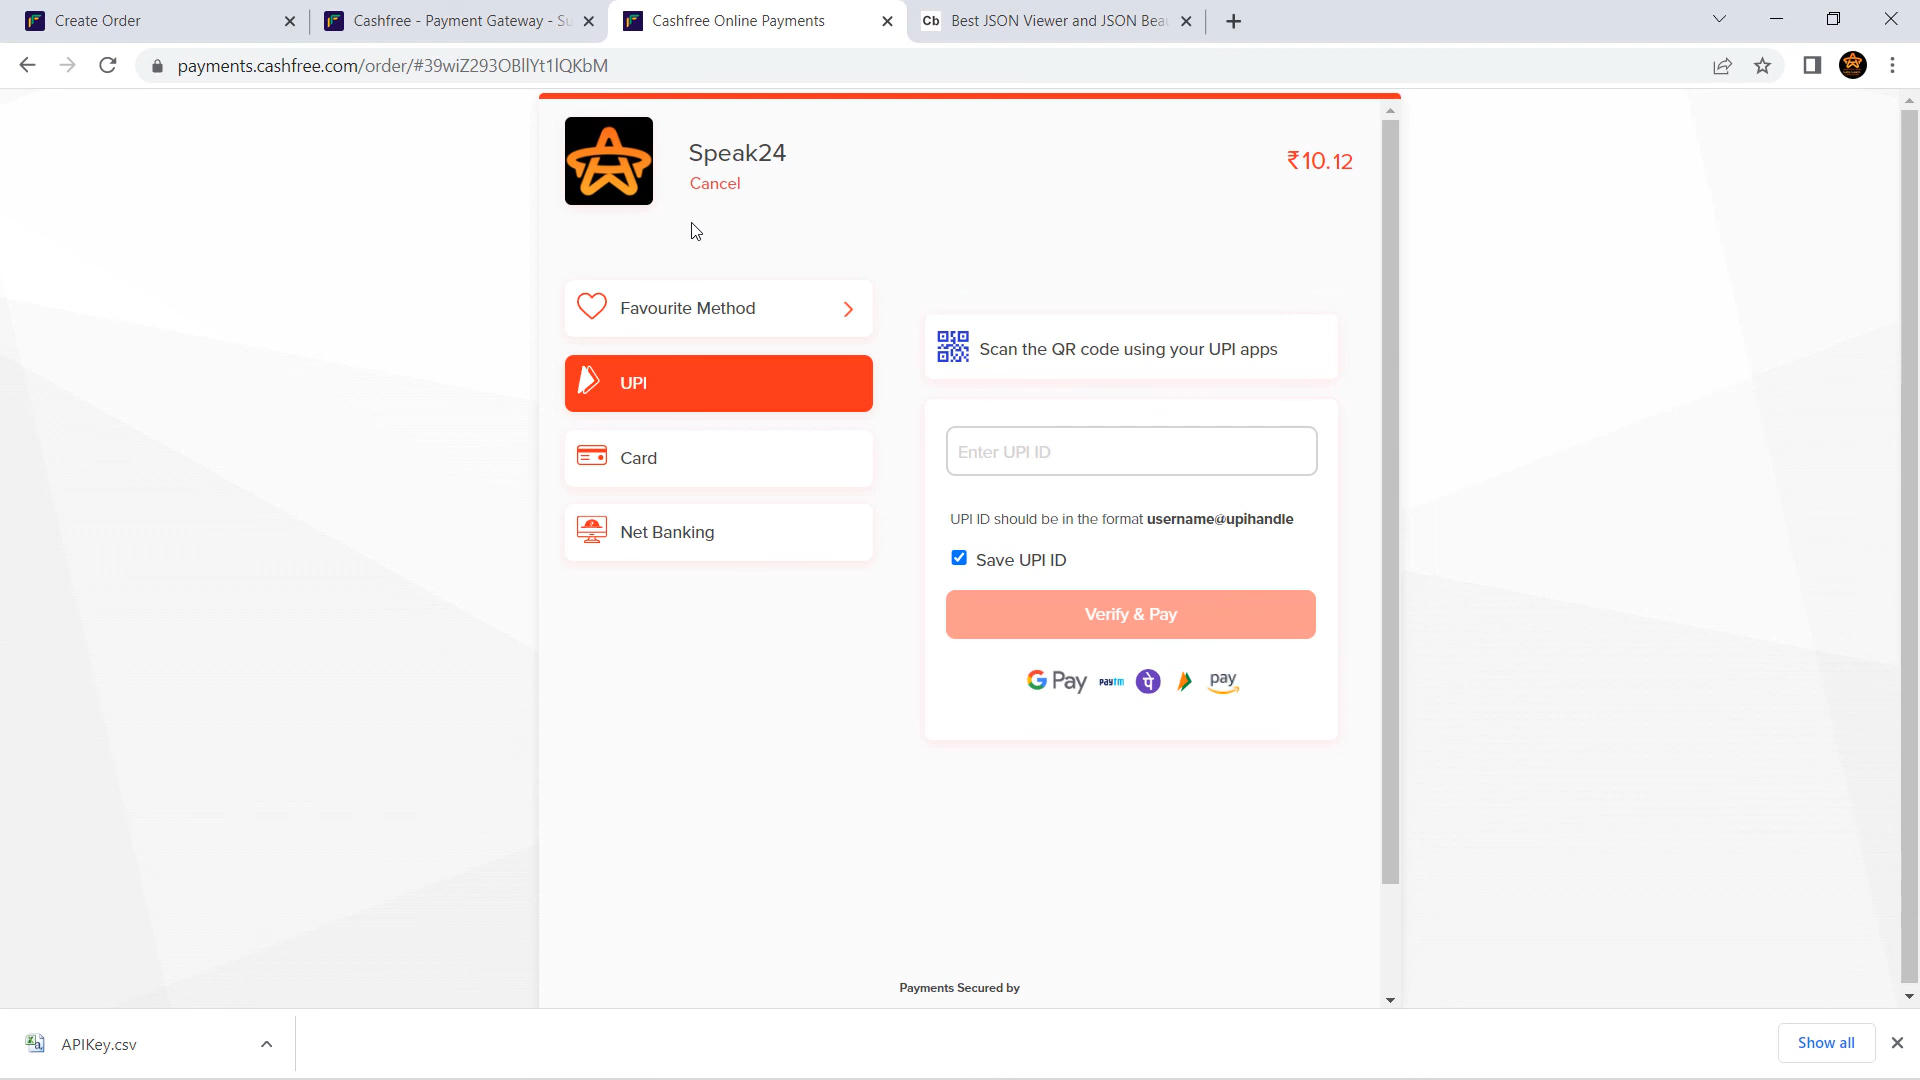 Create Order
Cashfree - Payment Gateway - Su
Cashfree Online Payments
Cb Best JSON Viewer and JSON Beau
payments.cashfree.com/order/#39wiZ293OBllYt1lQKbM
Speak24
Cancel
₹10.12
Favourite Method
UPI
Card
Net Banking
Scan the QR code using your UPI apps
Enter UPI ID
UPI ID should be in the format username@upihandle
Save UPI ID
Verify & Pay
G Pay paytm पे pay
Payments Secured by
APIKey.csv
Show all